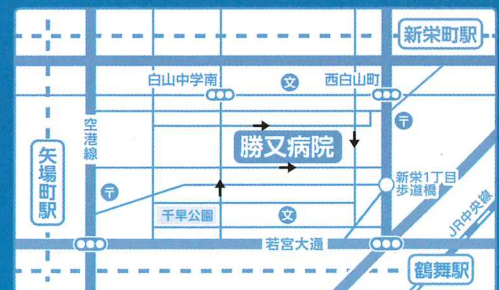 新栄町駅
白山中学南
文
西白山町
〒
空港線
勝又病院
矢場町駅
〒
新栄1丁目
歩道橋
千早公園
文
JR中央線
若宮大通
鶴舞駅